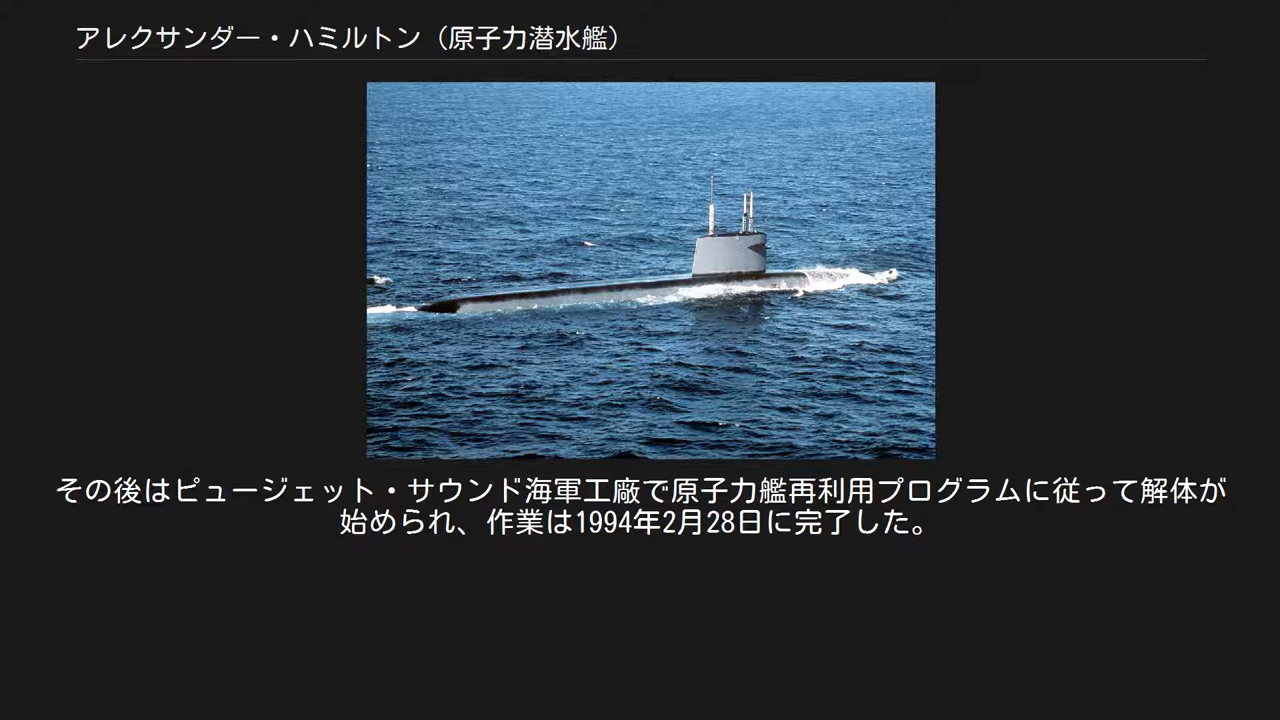 アレクサンダー・ハミルトン（原子力潜水艦）
その後はピュージェット・サウンド海軍工廠で原子力艦再利用プログラムに従って解体が
始められ、作業は1994年2月28日に完了した。